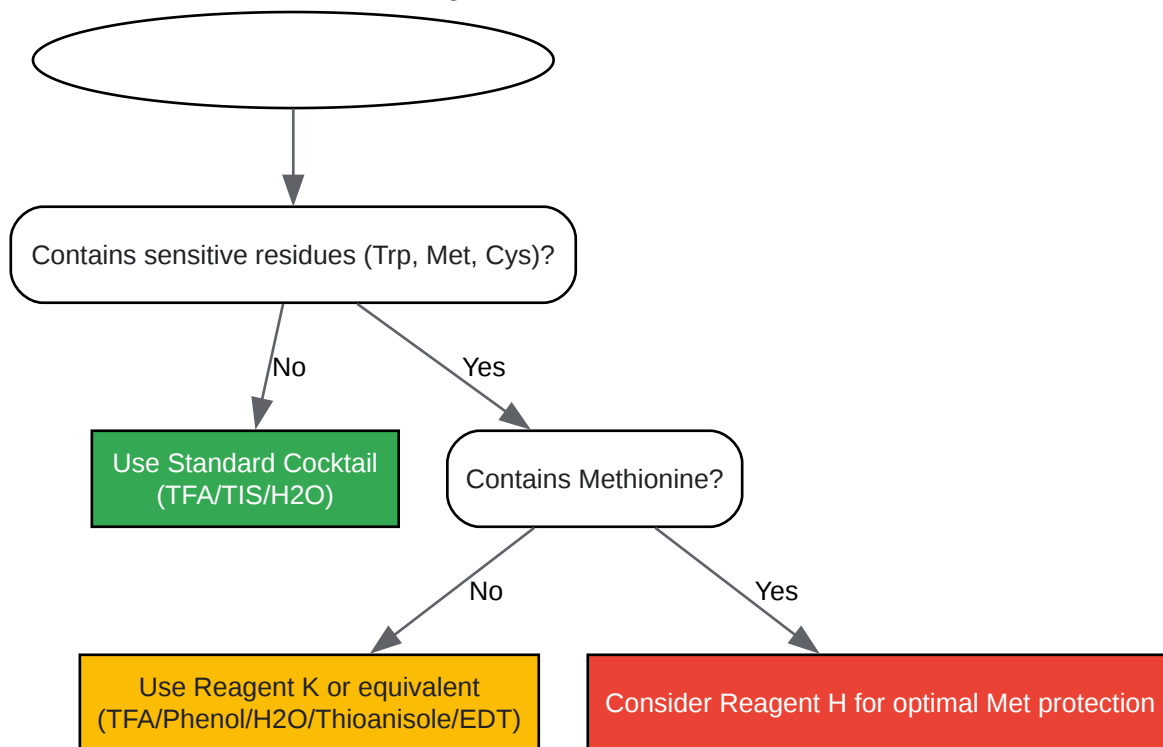 Contains sensitive residues (Trp, Met, Cys)?
No
Yes
Use Standard Cocktail
(TFA/TIS/H2O)
Contains Methionine?
No
Yes
Use Reagent K or equivalent
(TFA/Phenol/H2O/Thioanisole/EDT)
Consider Reagent H for optimal Met protection